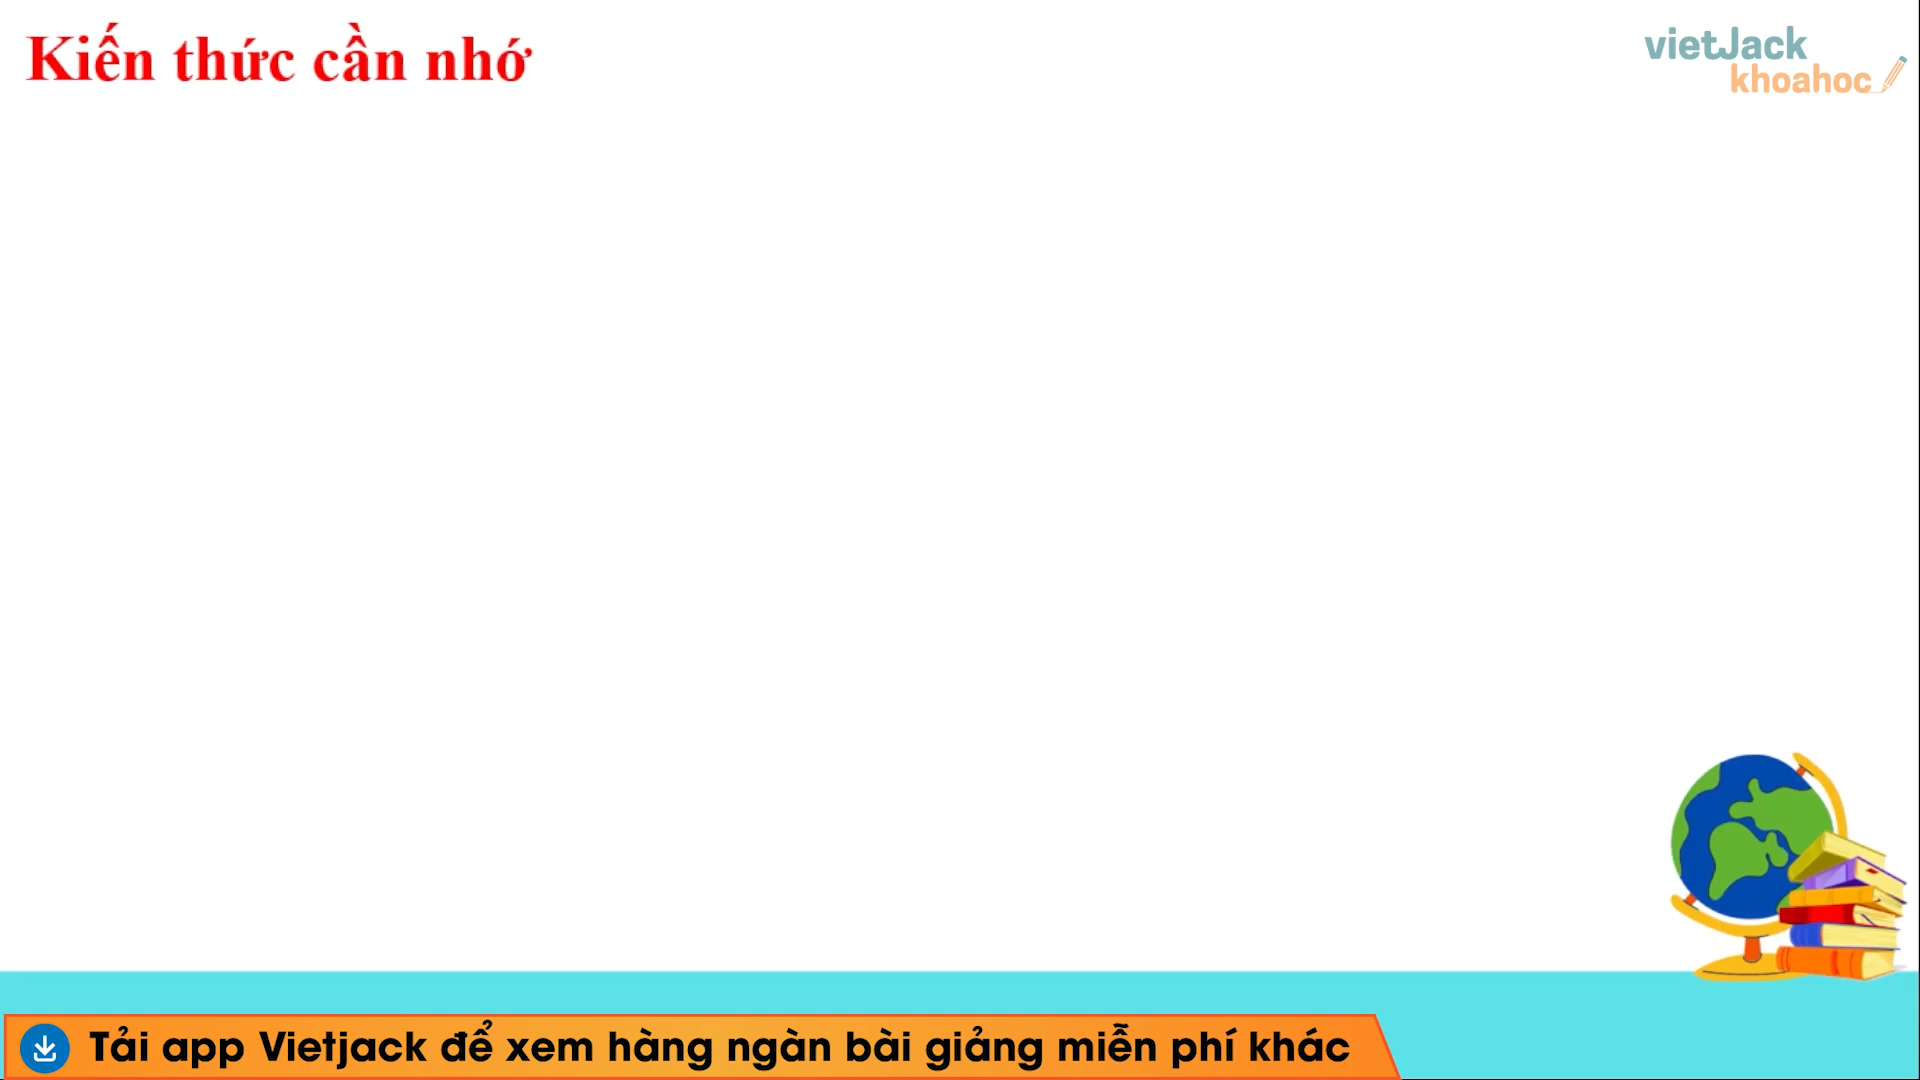 Kiến thức cần nhớ
vietJack
khoahoc
Tải app Vietjack để xem hàng ngàn bài giảng miễn phí khác